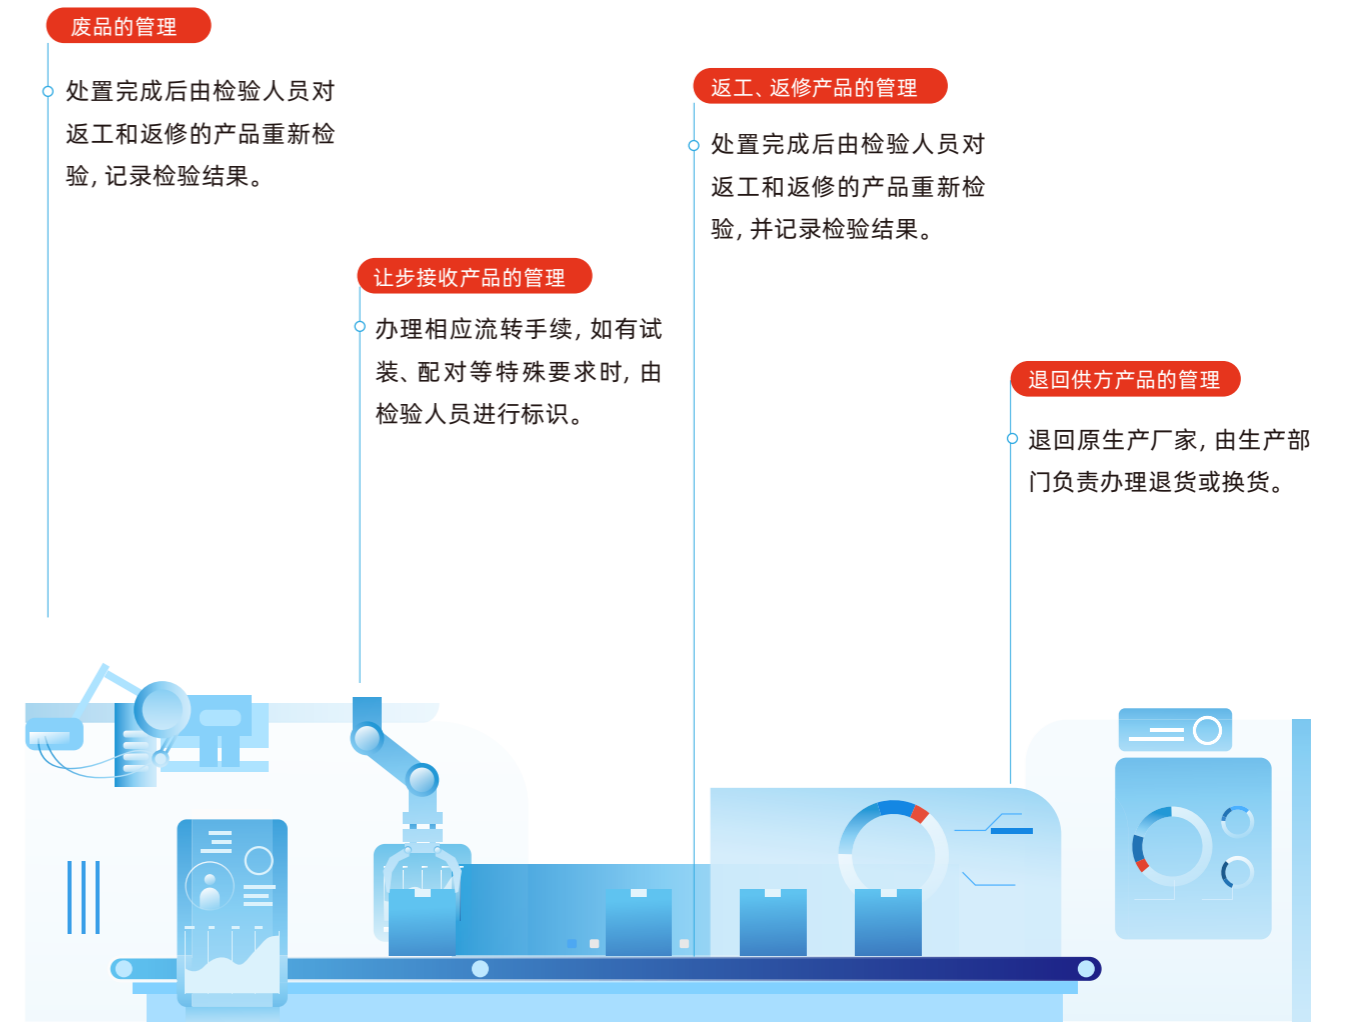 废品的管理
处置完成后由检验人员对
返工和返修的产品重新检
验，记录检验结果。
让步接收产品的管理
办理相应流转手续，如有试
装、配对等特殊要求时，由
检验人员进行标识。
返工、返修产品的管理
处置完成后由检验人员对
返工和返修的产品重新检
验，并记录检验结果。
退回供方产品的管理
退回原生产厂家，由生产部
门负责办理退货或换货。